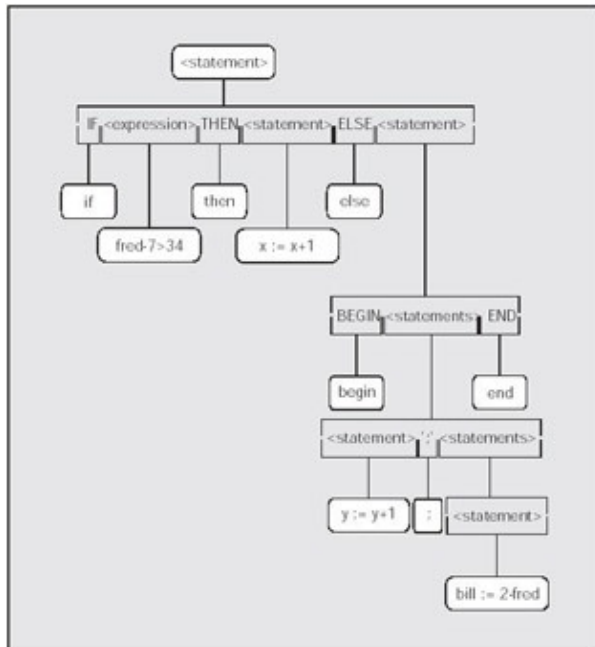 <statement>
IF <expression> THEN <statement> ELSE <statement>
if
then
else
fred-7>34
x := x+1
BEGIN <statements> END
begin
end
<statement> ';' <statements>
y := y+1
;
<statement>
bill := 2-fred